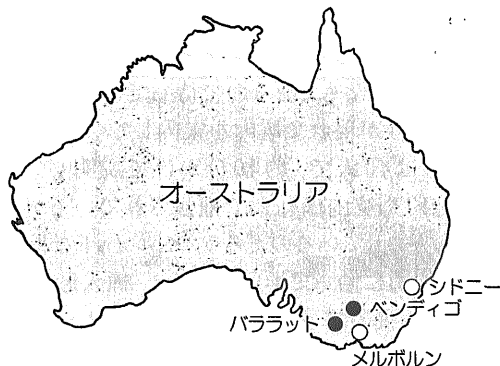 オーストラリア
シドニー
ベンディゴ
バララット
メルボルン